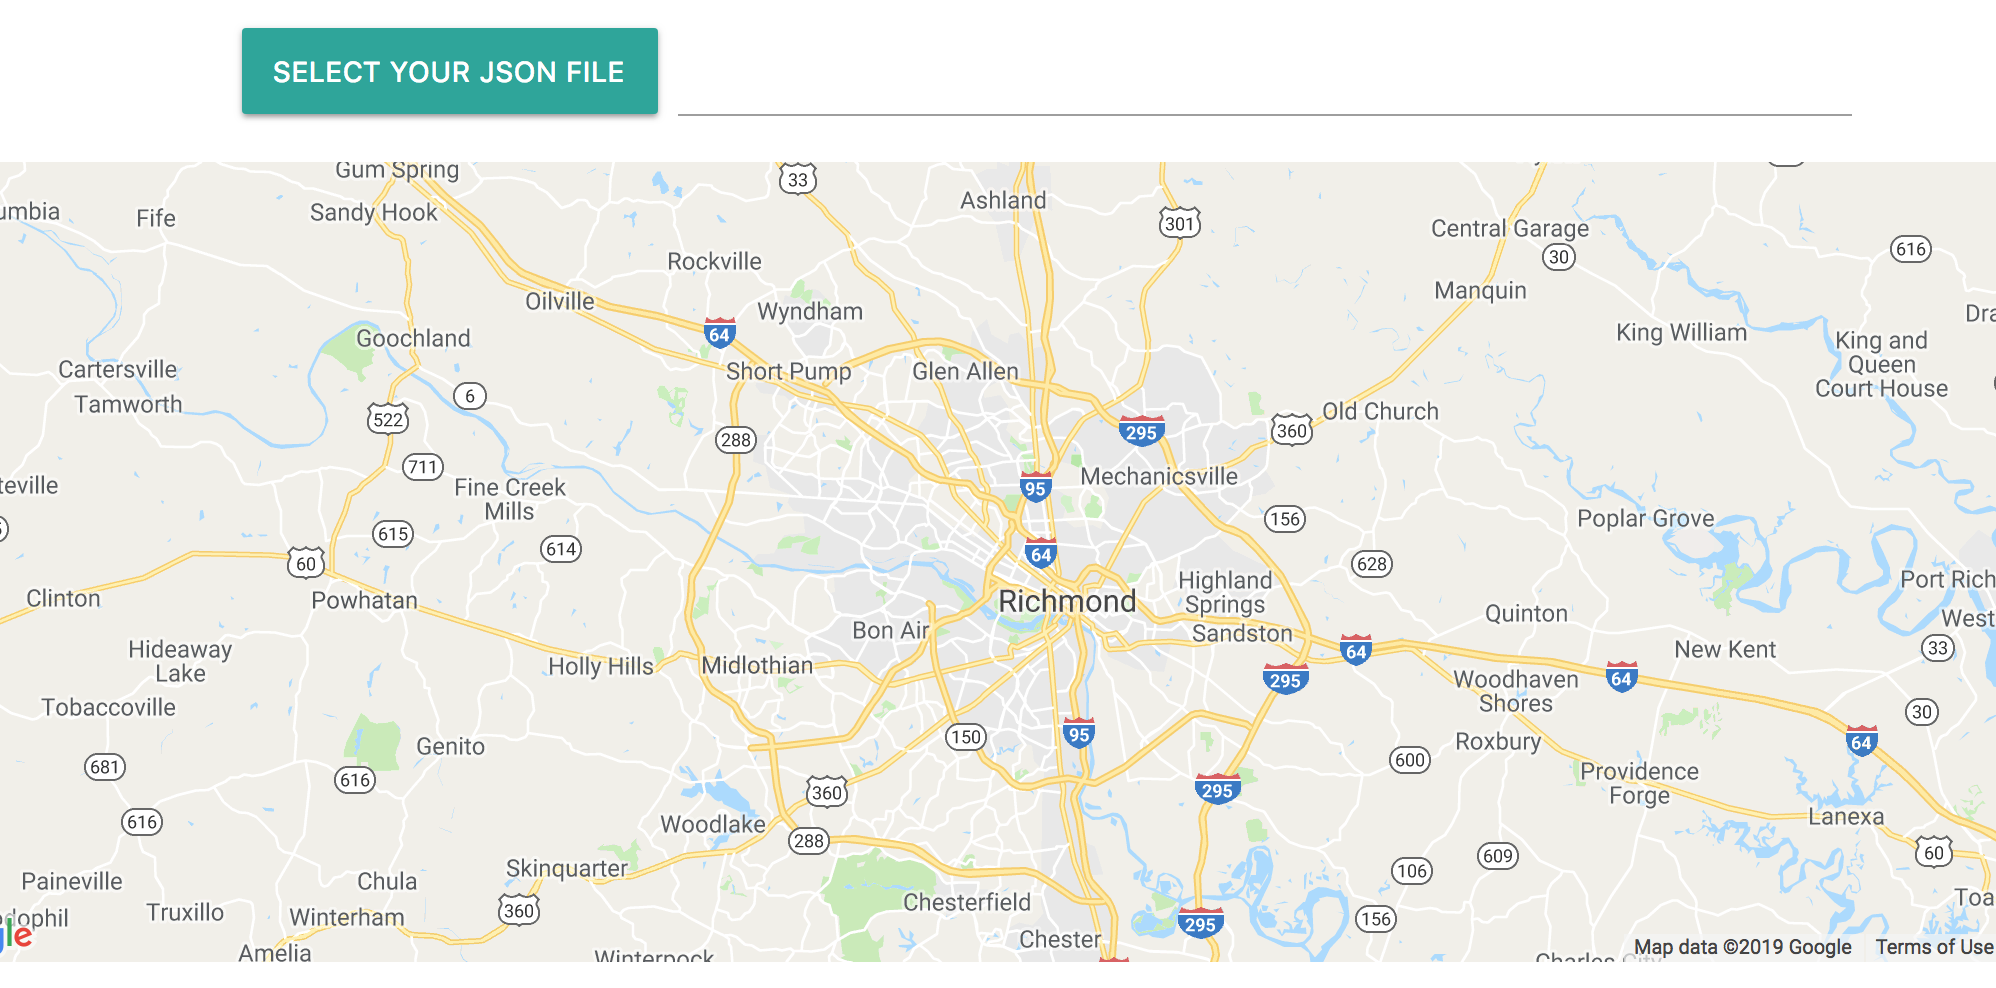 SELECT YOUR JSON FILE
Gum Spring
33
Ashland
301
umbia
Fife
Sandy Hook
Central Garage
30
616
Rockville
Oilville
Wyndham
Manquin
64
Goochland
King William
Dra
King and
Queen
Court House
Cartersville
Tamworth
Short Pump
Glen Allen
6
522
288
295
360
Old Church
711
teville
Fine Creek
Mills
95
Mechanicsville
156
Poplar Grove
615
614
60
64
628
Clinton
Powhatan
Richmond
Highland
Springs
Sandston
Port Rich
West
Quinton
Bon Air
Hideaway
Lake
Holly Hills
Midlothian
64
295
New Kent
33
Woodhaven
Shores
64
Tobaccoville
Genito
150
95
Roxbury
30
64
681
616
360
295
600
Providence
Forge
616
Woodlake
288
Lanexa
60
Skinquarter
609
106
Paineville
Chula
360
Chesterfield
Toa
dophil
Truxillo
Winterham
295
156
Amelia
Chester
Winterpock
Charles City
le
Map data ©2019 Google
Terms of Use